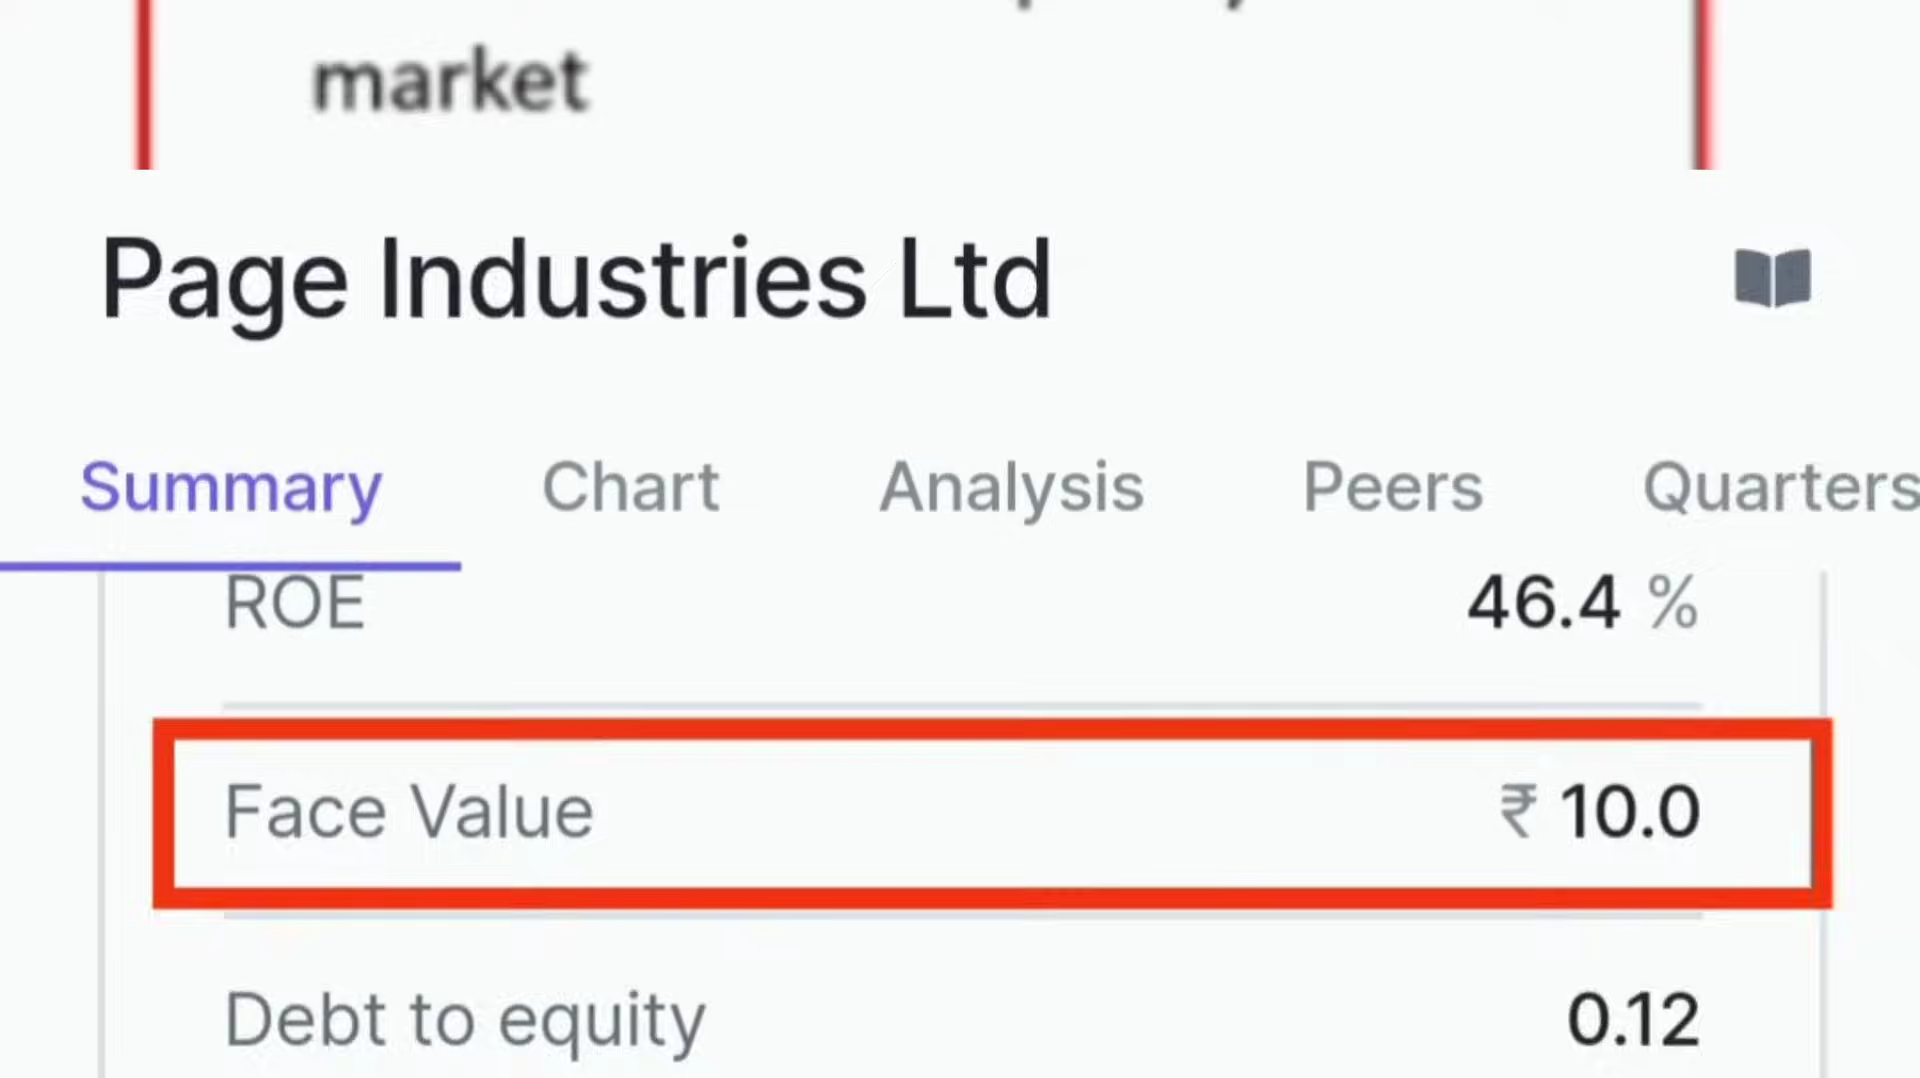 market
Page Industries Ltd
Summary Chart Analysis Peers Quarters
ROE 46.4 %
Face Value ₹ 10.0
Debt to equity 0.12